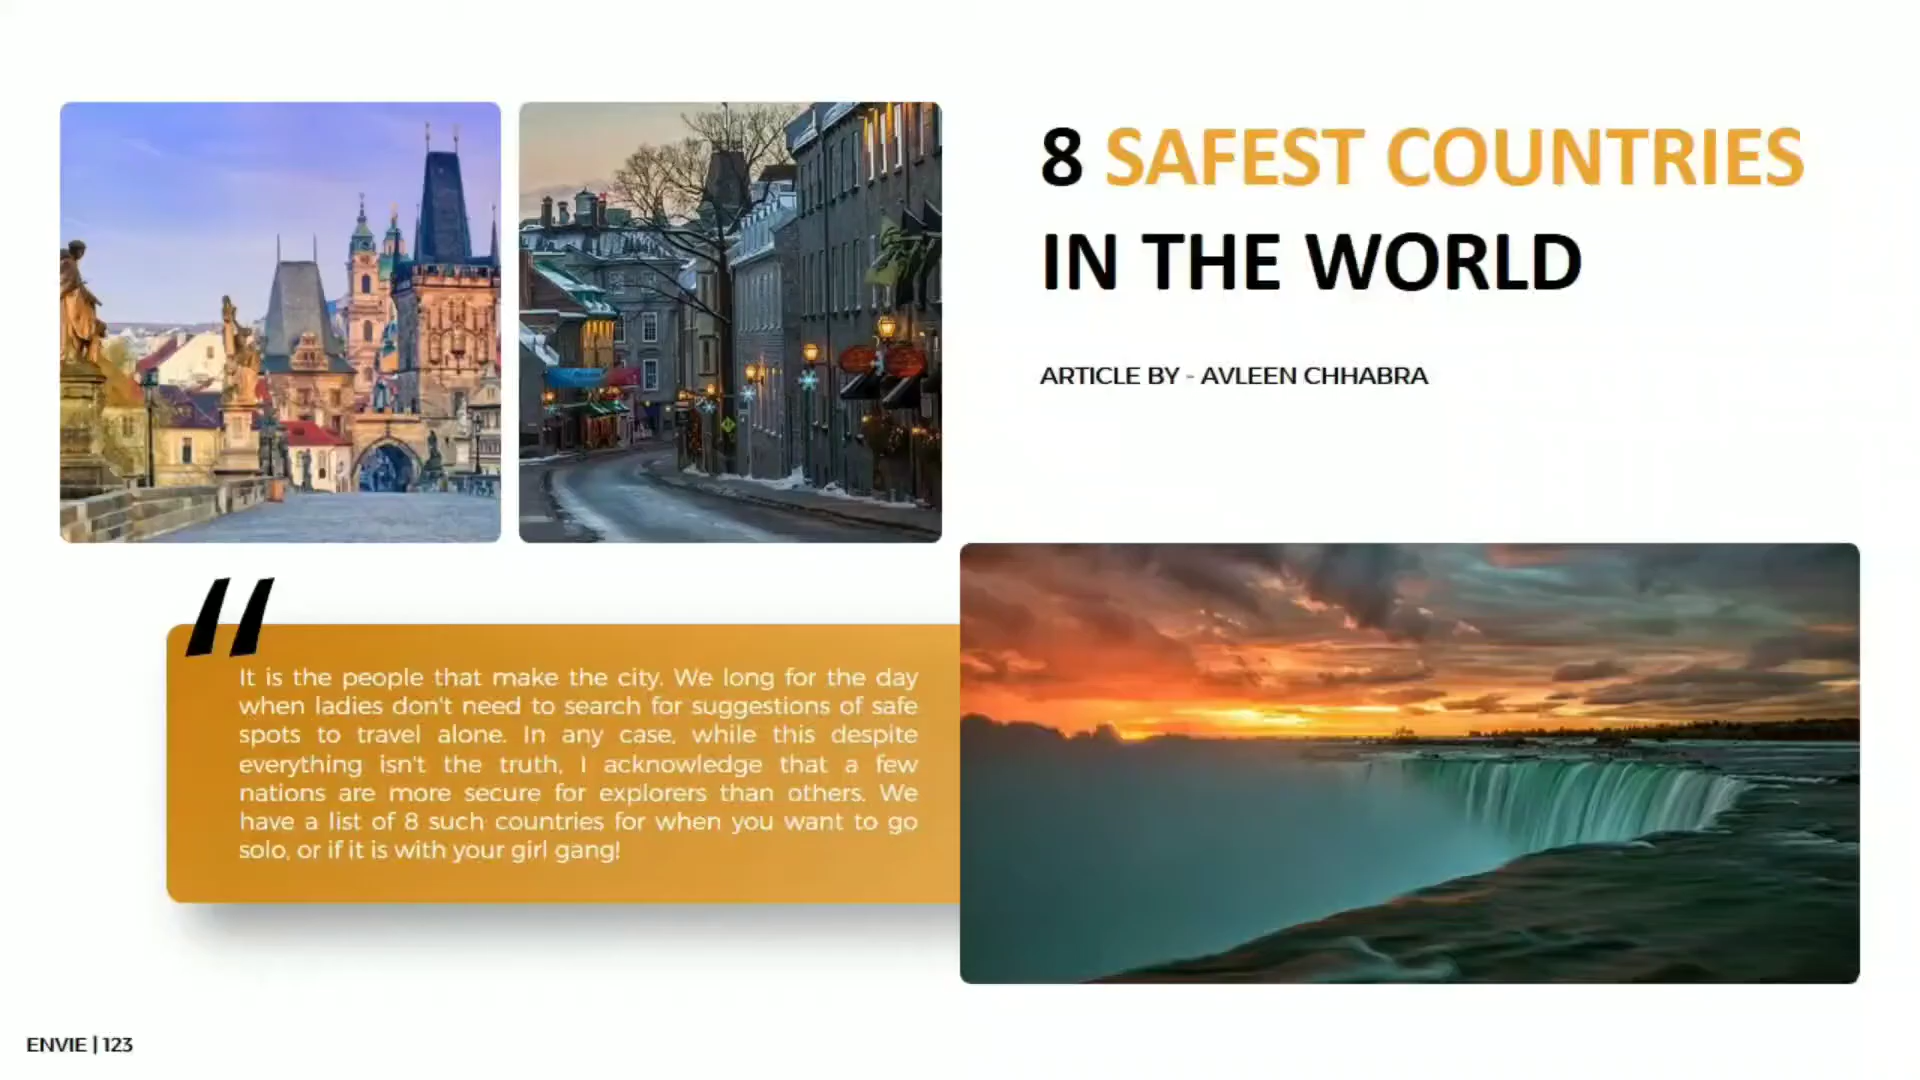 8 SAFEST COUNTRIES
IN THE WORLD
ARTICLE BY - AVLEEN CHHABRA
"
It is the people that make the city. We long for the day
when ladies don't need to search for suggestions of safe
spots to travel alone. In any case, while this despite
everything isn't the truth, I acknowledge that a few
nations are more secure for explorers than others. We
have a list of 8 such countries for when you want to go
solo, or if it is with your girl gang!
ENVIE | 123